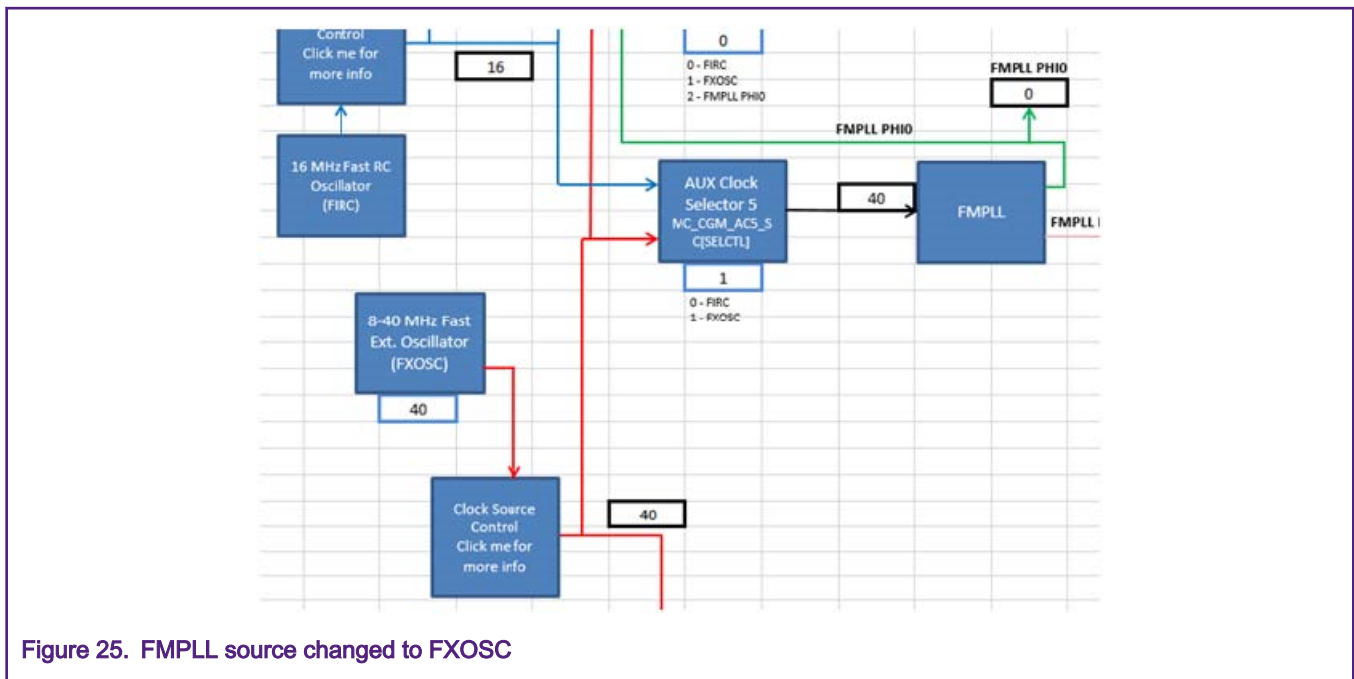 Control
Click me for
more info
16
0
0 - FIRC
1 - FXOSC
2 - FMPLL PHI0
FMPLL PHI0
0
FMPLL PHI0
16 MHz Fast RC
Oscillator
(FIRC)
AUX Clock
Selector 5
MC_CGM_AC5_S
C[SELCTL]
40
FMPLL
FMPLL
1
0 - FIRC
1 - FXOSC
8-40 MHz Fast
Ext. Oscillator
(FXOSC)
40
Clock Source
Control
Click me for
more info
40
Figure 25. FMPLL source changed to FXOSC